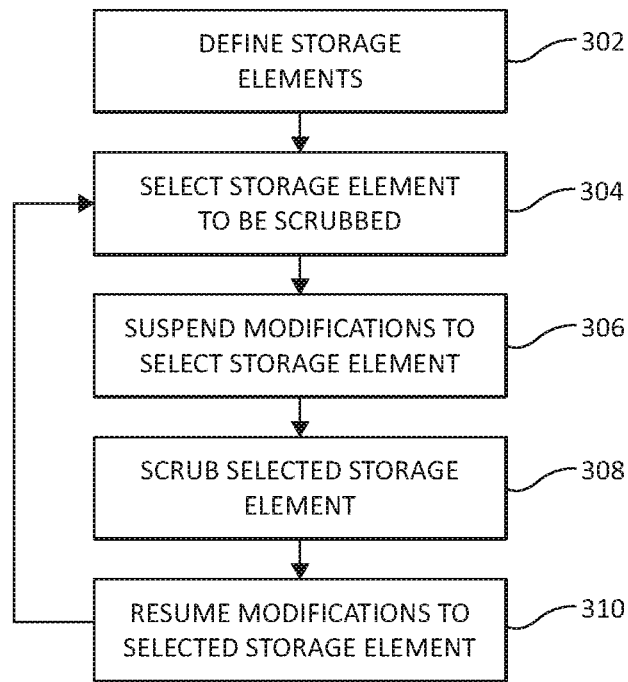 DEFINE STORAGE
ELEMENTS
302
SELECT STORAGE ELEMENT
TO BE SCRUBBED
304
SUSPEND MODIFICATIONS TO
SELECT STORAGE ELEMENT
306
SCRUB SELECTED STORAGE
ELEMENT
308
RESUME MODIFICATIONS TO
SELECTED STORAGE ELEMENT
310